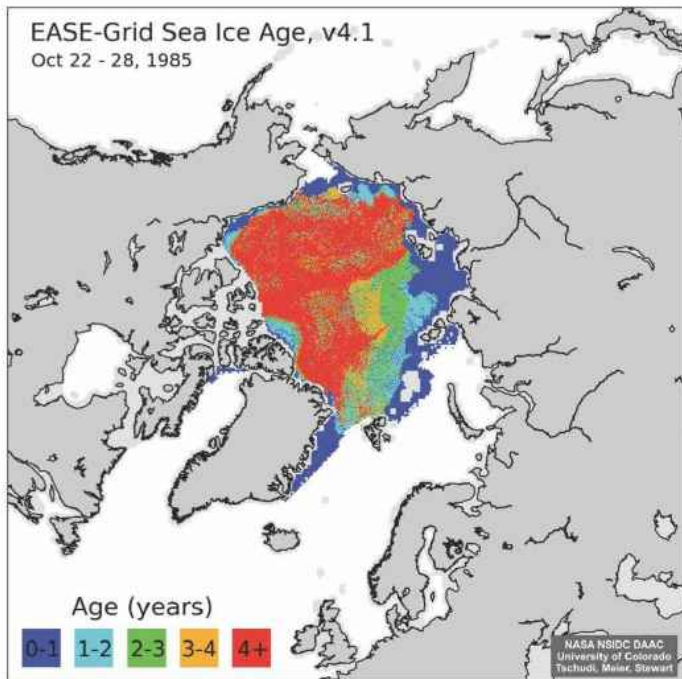 EASE-Grid Sea Ice Age, v4.1
Oct 22 - 28, 1985
Age (years)
0-1 1-2 2-3 3-4 4+
NASA NSIDC DAAC
University of Colorado
Tschudi, Meier, Stewart